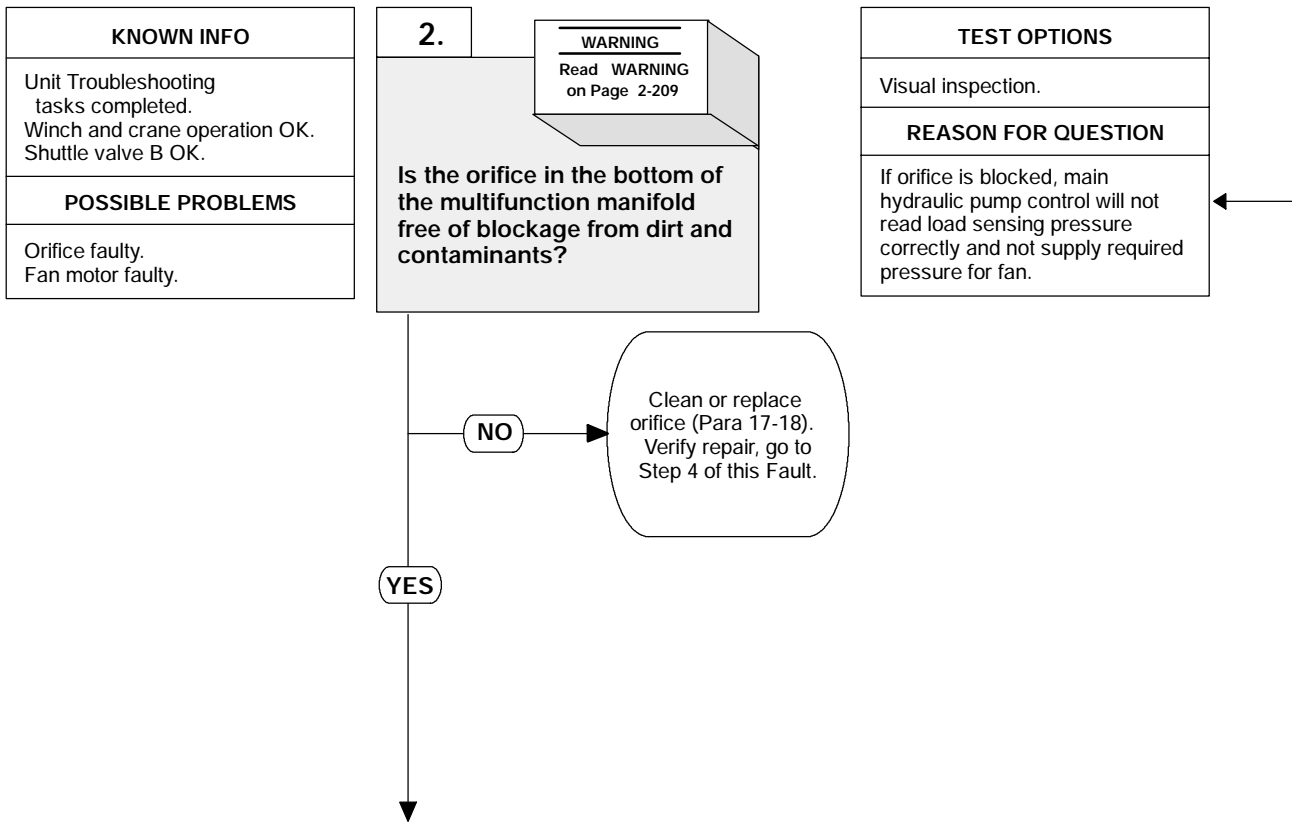 KNOWN INFO
Unit Troubleshooting
tasks completed.
Winch and crane operation OK.
Shuttle valve B OK.
POSSIBLE PROBLEMS
Orifice faulty.
Fan motor faulty.
2.
WARNING
Read WARNING
on Page 2-209
Is the orifice in the bottom of
the multifunction manifold
free of blockage from dirt and
contaminants?
TEST OPTIONS
Visual inspection.
REASON FOR QUESTION
If orifice is blocked, main
hydraulic pump control will not
read load sensing pressure
correctly and not supply required
pressure for fan.
NO
Clean or replace
orifice (Para 17-18).
Verify repair, go to
Step 4 of this Fault.
YES